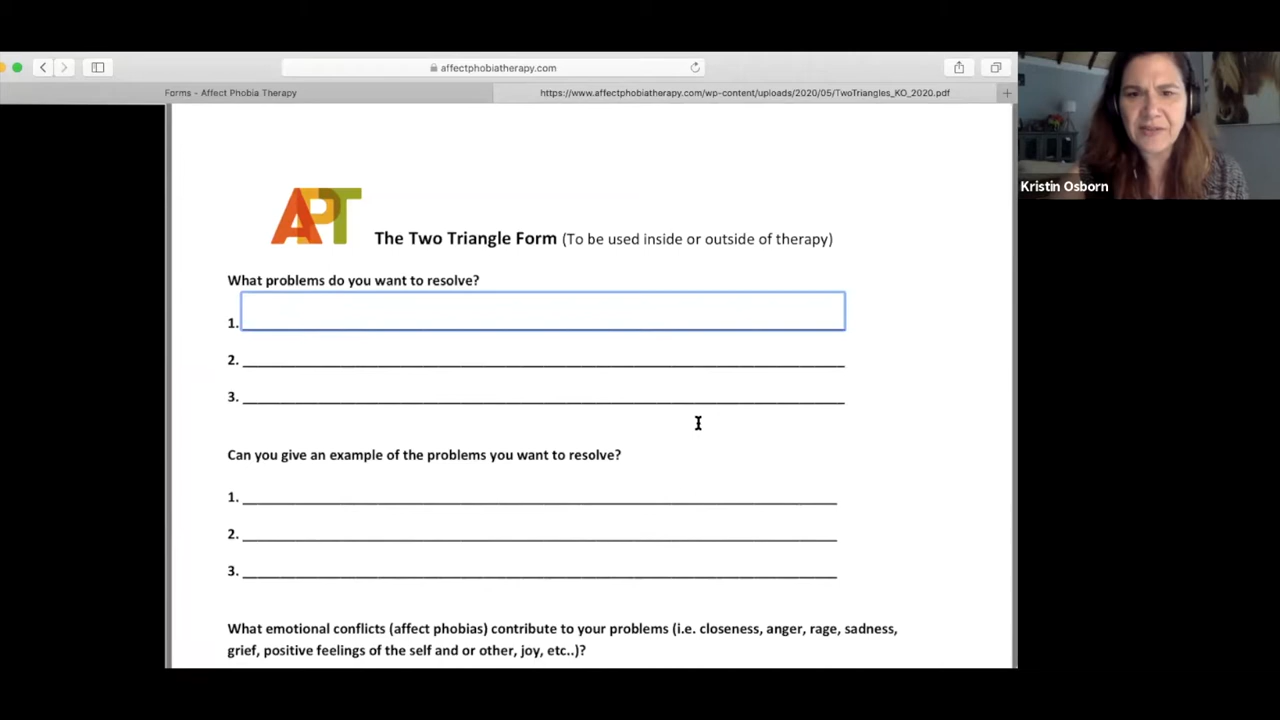 affectphobiatherapy.com
Forms - Affect Phobia Therapy
https://www.affectphobiatherapy.com/wp-content/uploads/2020/05/TwoTriangles_KO_2020.pdf
Kristin Osborn
APT
The Two Triangle Form (To be used inside or outside of therapy)
What problems do you want to resolve?
1.
2.
3.
Can you give an example of the problems you want to resolve?
1.
2.
3.
What emotional conflicts (affect phobias) contribute to your problems (i.e. closeness, anger, rage, sadness,
grief, positive feelings of the self and or other, joy, etc..)?